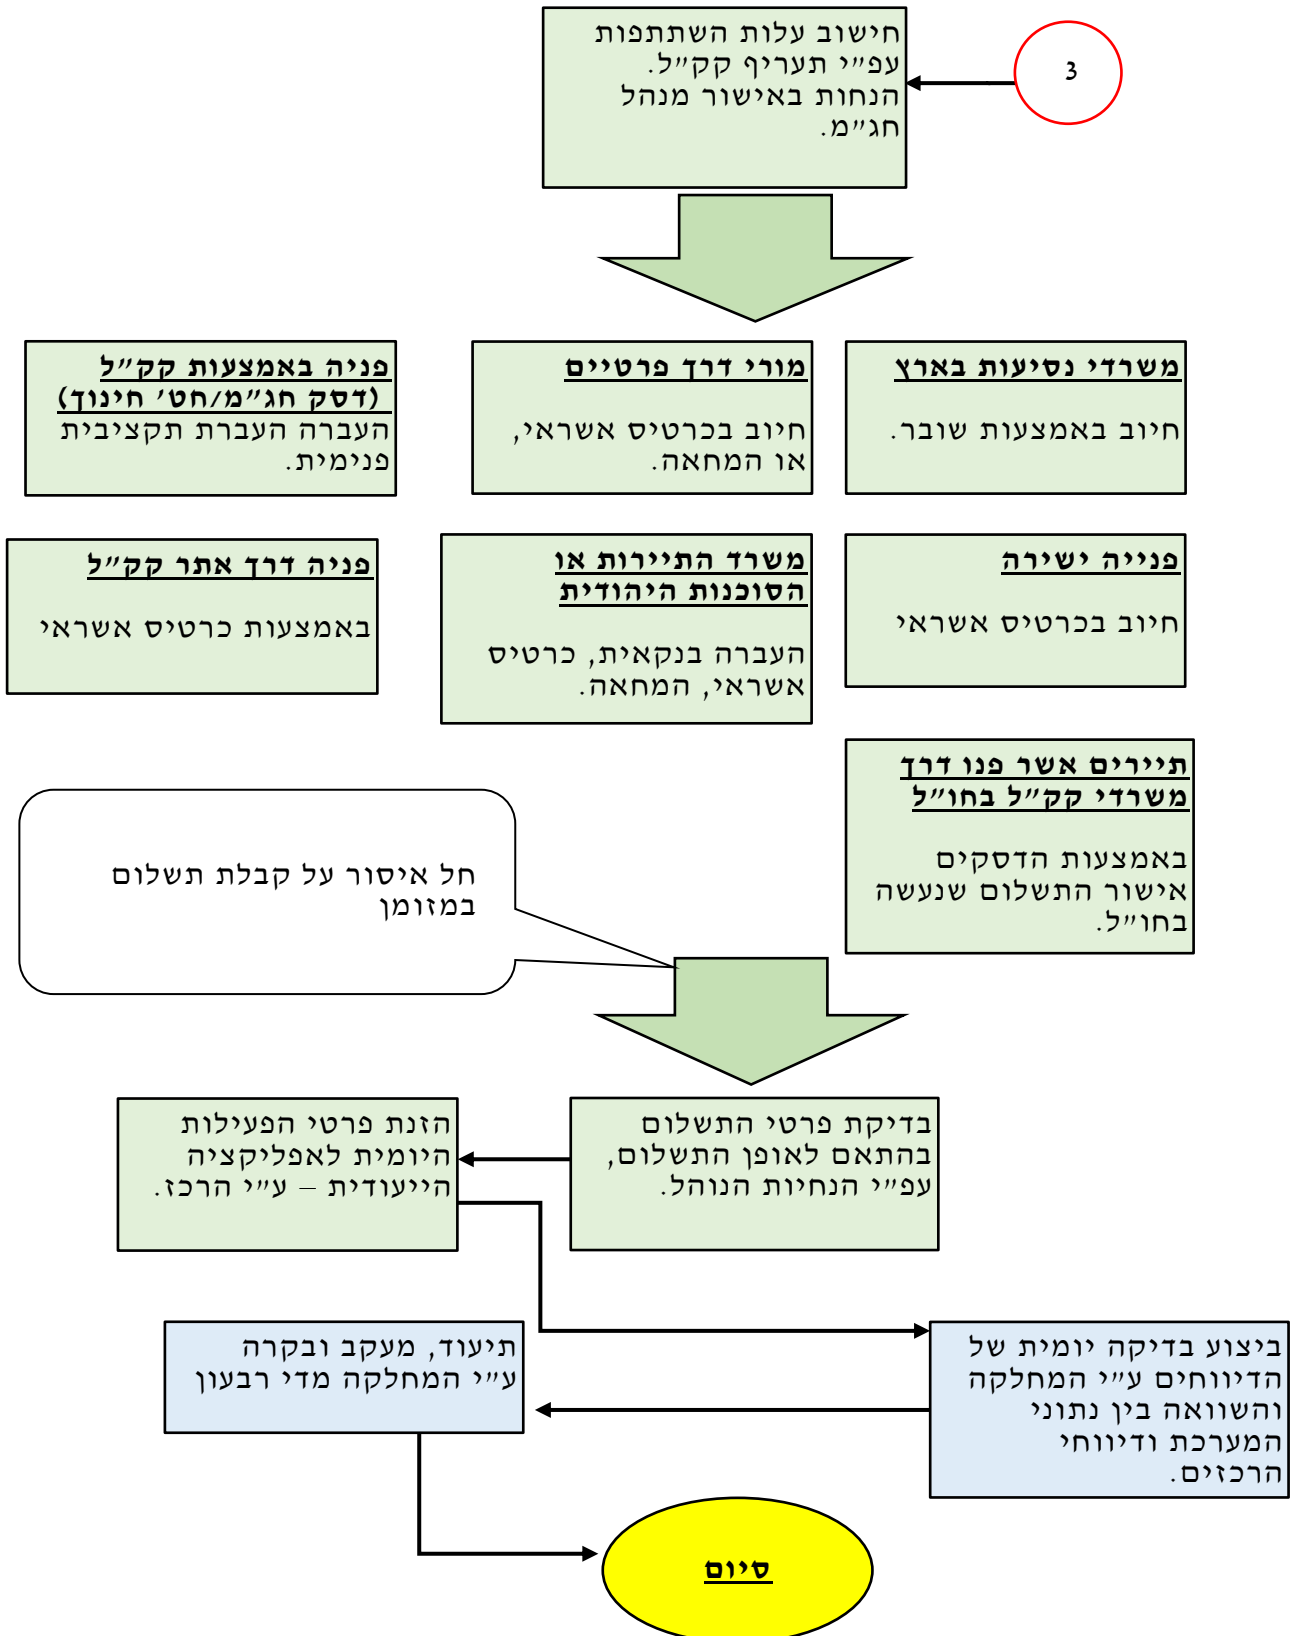 3
חישוב עלות השתתפות
עפ״י תעריף קק״ל.
הנחות באישור מנהל
חג״מ.
משרדי נסיעות בארץ
חיוב באמצעות שובר.
מורי דרך פרטיים
חיוב בכרטיס אשראי,
או המחאה.
פניה באמצעות קק״ל
(דסק חג״מ/חט׳ חינוך)
העברה העברת תקציבית
פנימית.
פנייה ישירה
חיוב בכרטיס אשראי
משרד התיירות או
הסוכנות היהודית
העברה בנקאית, כרטיס
אשראי, המחאה.
פניה דרך אתר קק״ל
באמצעות כרטיס אשראי
תיירים אשר פנו דרך
משרדי קק״ל בחו״ל
באמצעות הדסקים
אישור התשלום שנעשה
בחו״ל.
חל איסור על קבלת תשלום
במזומן
בדיקת פרטי התשלום
בהתאם לאופן התשלום,
עפ״י הנחיות הנוהל.
הזנת פרטי הפעילות
היומית לאפליקציה
הייעודית – ע״י הרכז.
ביצוע בדיקה יומית של
הדיווחים ע״י המחלקה
והשוואה בין נתוני
המערכת ודיווחי
הרכזים.
תיעוד, מעקב ובקרה
ע״י המחלקה מדי רבעון
סיום